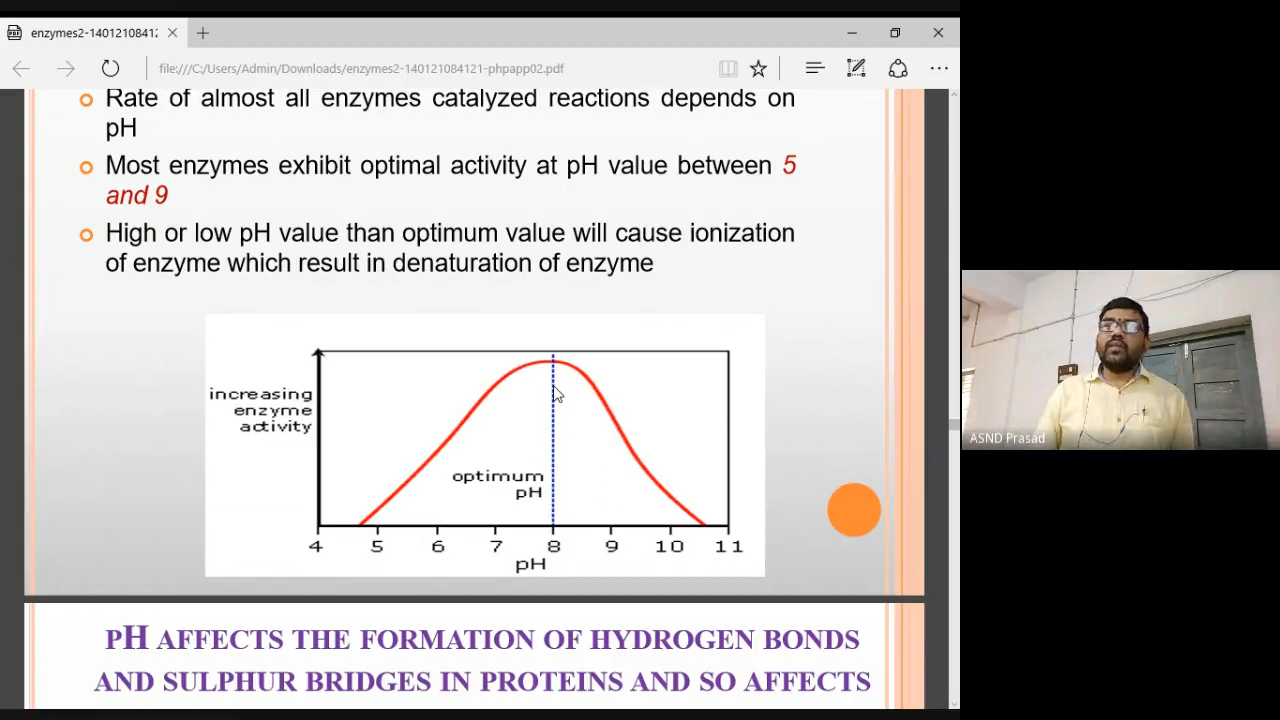 enzymes2-140121084121
file:///C:/Users/Admin/Downloads/enzymes2-140121084121-phpapp02.pdf
Rate of almost all enzymes catalyzed reactions depends on
pH
Most enzymes exhibit optimal activity at pH value between 5
and 9
High or low pH value than optimum value will cause ionization
of enzyme which result in denaturation of enzyme
increasing
enzyme
activity
optimum
pH
4 5 6 7 8 9 10 11
pH
PH AFFECTS THE FORMATION OF HYDROGEN BONDS
AND SULPHUR BRIDGES IN PROTEINS AND SO AFFECTS
ASND Prasad